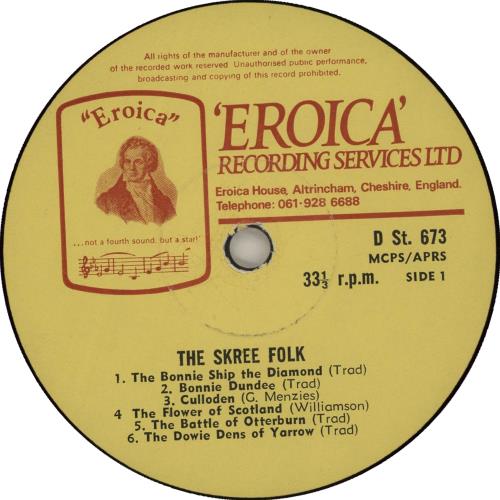 All rights of the manufacturer and of the owner
of the recorded work reserved Unauthorised public performance,
broadcasting and copying of this record prohibited.
"Eroica"
...not a fourth sound, but a star!
'EROICA'
RECORDING SERVICES LTD
Eroica House, Altrincham, Cheshire, England.
Telephone: 061-928 6688
D St. 673
MCPS/APRS
33⅓ r.p.m. SIDE 1
THE SKREE FOLK
1. The Bonnie Ship the Diamond (Trad)
2. Bonnie Dundee (Trad)
3. Culloden (G. Menzies)
4 The Flower of Scotland (Williamson)
5. The Battle of Otterburn (Trad)
6. The Dowie Dens of Yarrow (Trad)